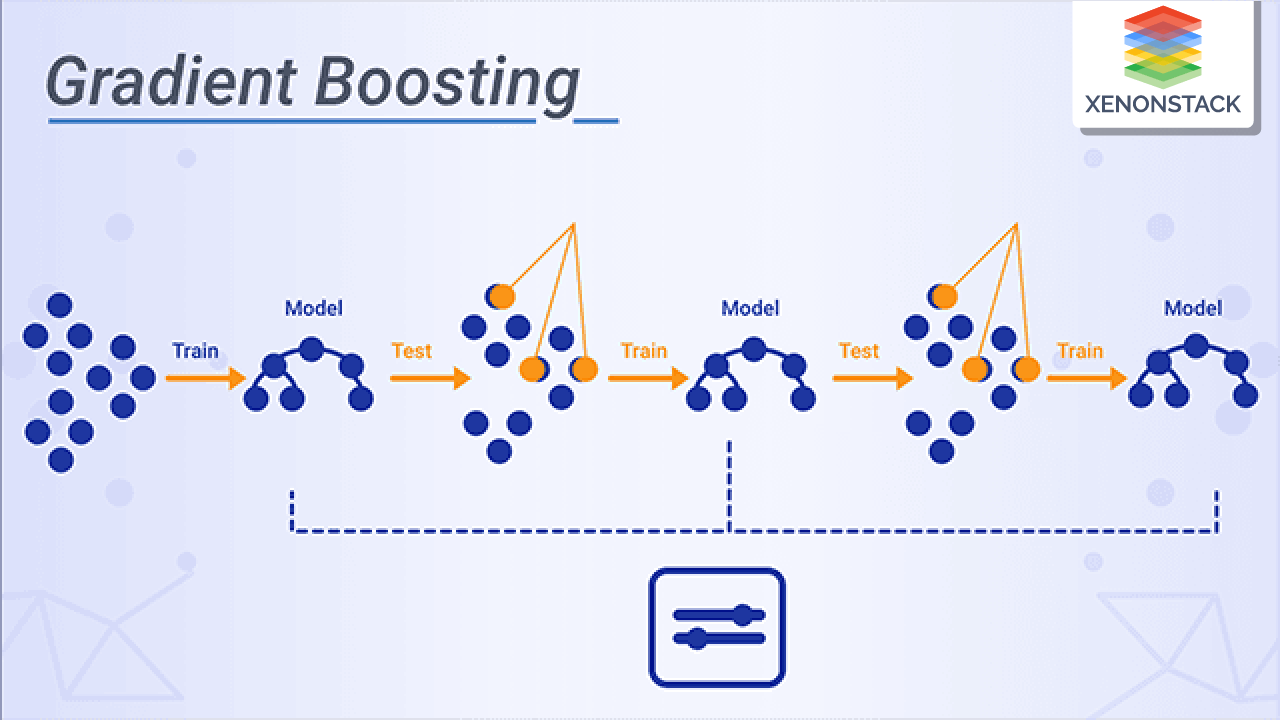 Gradient Boosting
XENONSTACK
Model
Model
Model
Train
Test
Train
Test
Train